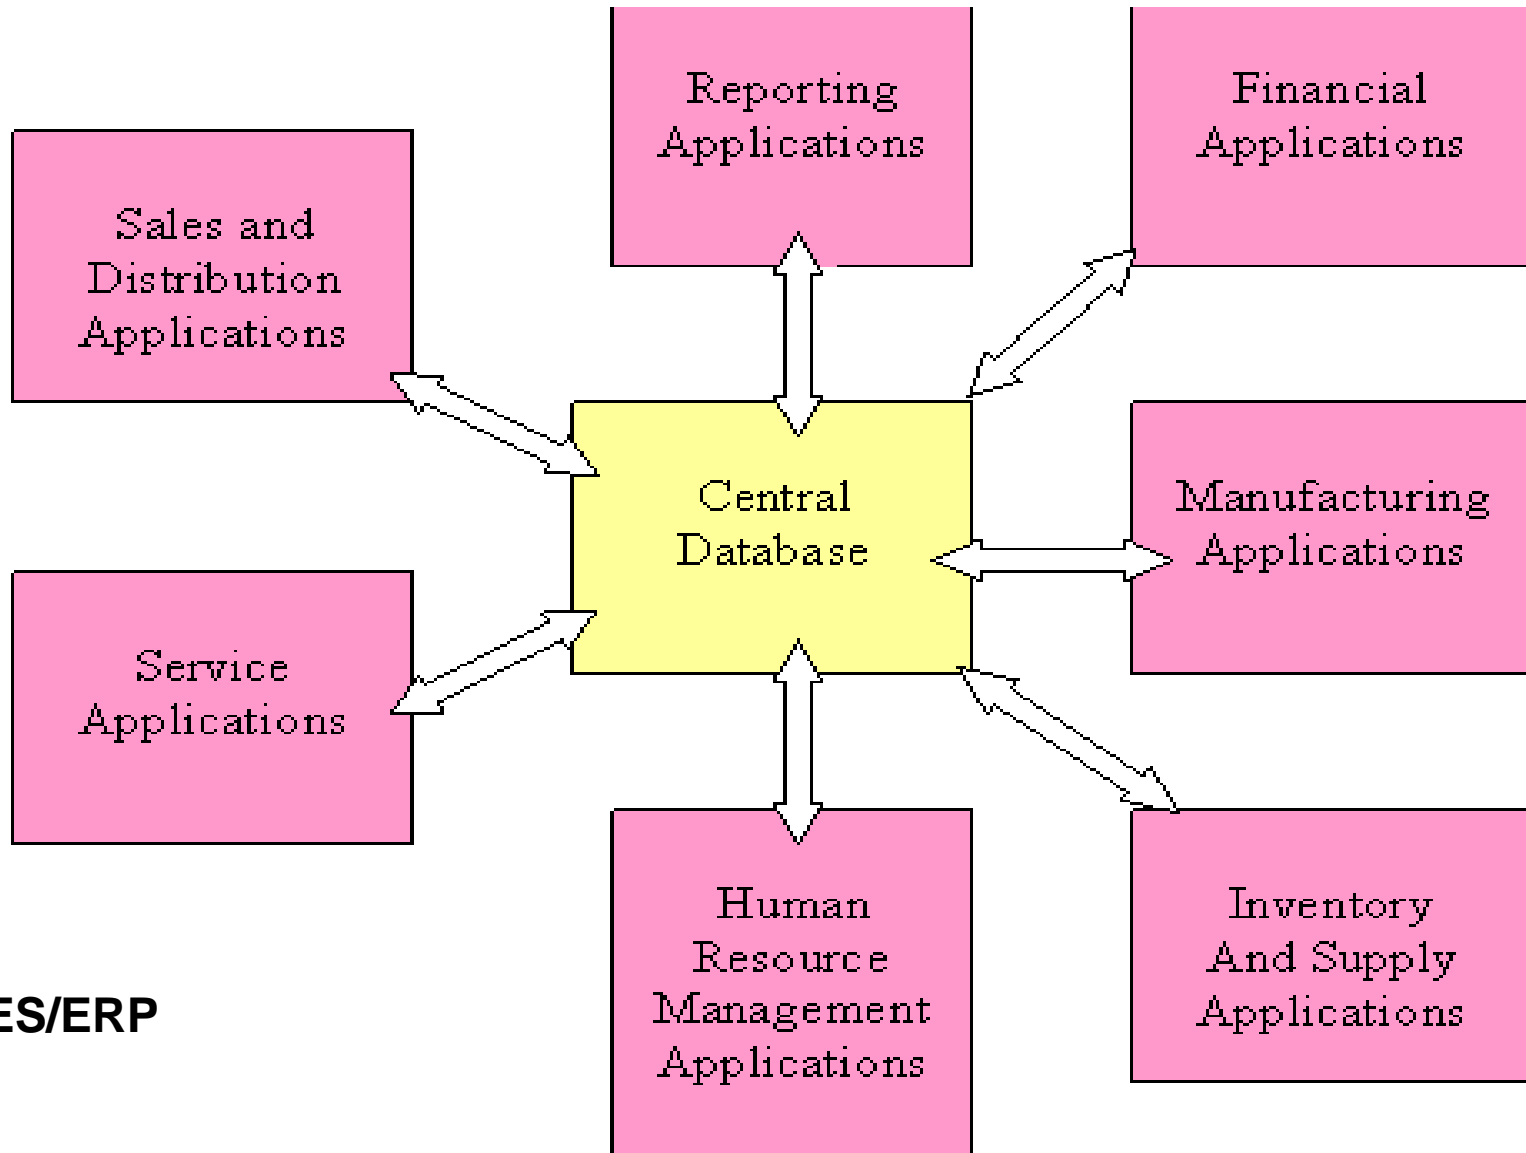 Reporting
Applications
Financial
Applications
Sales and
Distribution
Applications
Central
Database
Manufacturing
Applications
Service
Applications
Human
Resource
Management
Applications
Inventory
And Supply
Applications
ES/ERP